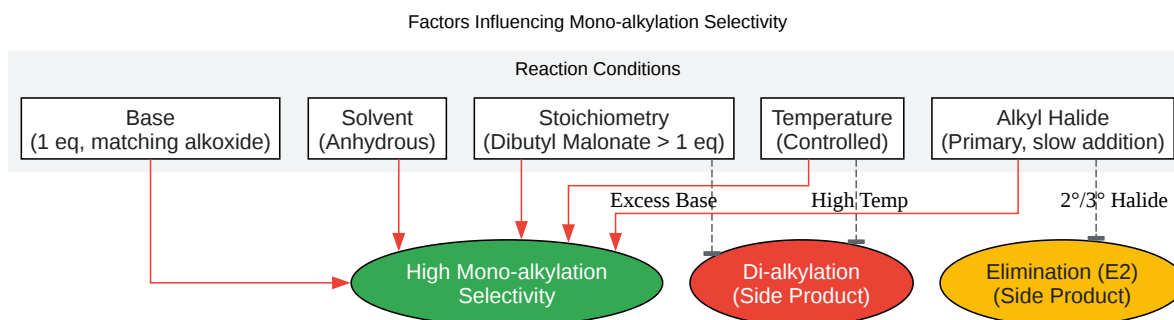 Factors Influencing Mono-alkylation Selectivity
Reaction Conditions
Base
(1 eq, matching alkoxide)
Solvent
(Anhydrous)
Stoichiometry
(Dibutyl Malonate > 1 eq)
Temperature
(Controlled)
Alkyl Halide
(Primary, slow addition)
Excess Base
High Temp
2°/3° Halide
High Mono-alkylation
Selectivity
Di-alkylation
(Side Product)
Elimination (E2)
(Side Product)